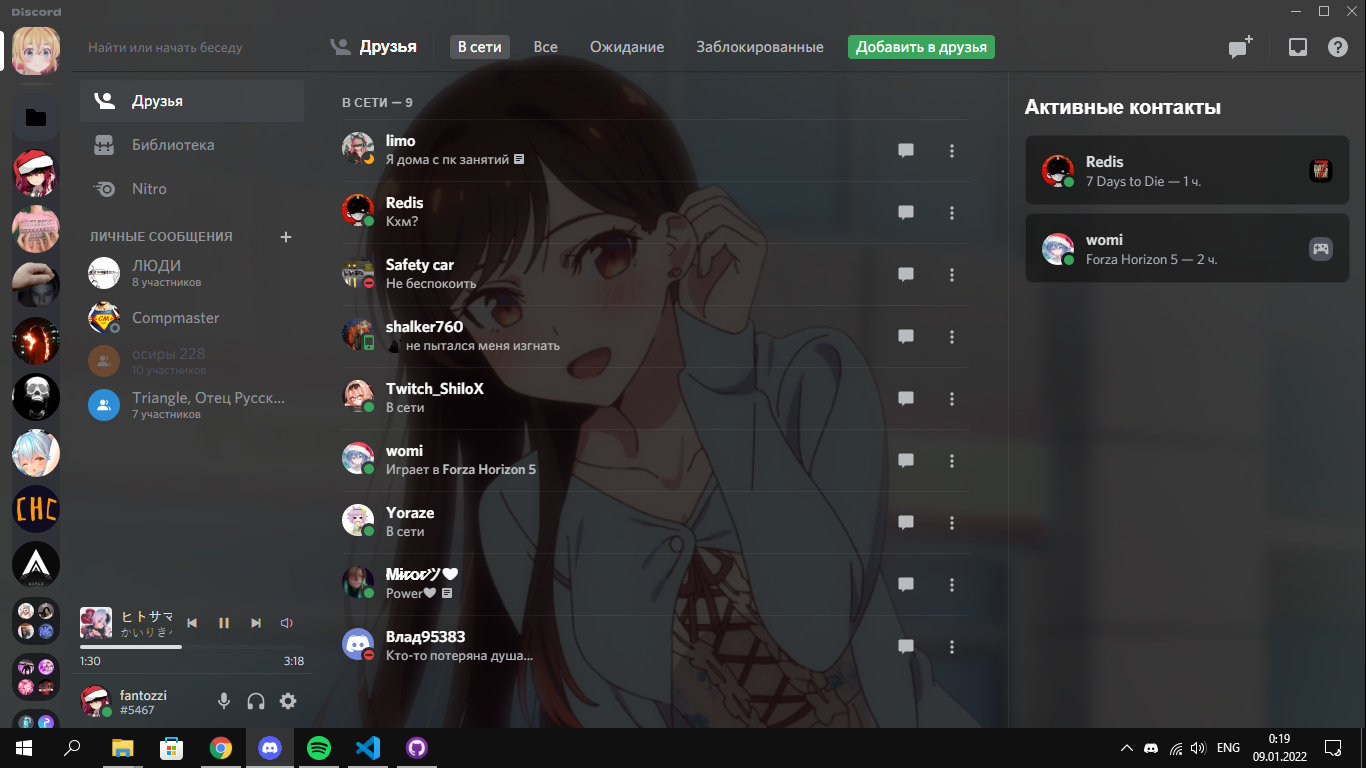 Discord
Найти или начать беседу
Друзья
В сети
Все
Ожидание
Заблокированные
Добавить в друзья
Друзья
Библиотека
Nitro
ЛИЧНЫЕ СООБЩЕНИЯ
ЛЮДИ
8 участников
Compmaster
осиры 228
10 участников
Triangle, Отец Русск...
7 участников
ヒトサマ
かいりき
1:30
3:18
fantozzi
#5467
В СЕТИ — 9
limo
Я дома с пк занятий
Redis
Кхм?
Safety car
Не беспокоить
shalker760
не пытался меня изгнать
Twitch_ShiloX
В сети
womi
Играет в Forza Horizon 5
Yoraze
В сети
Mirorツ
Power
Влад95383
Кто-то потеряна душа...
Активные контакты
Redis
7 Days to Die — 1 ч.
womi
Forza Horizon 5 — 2 ч.
CHC
ENG
0:19
09.01.2022